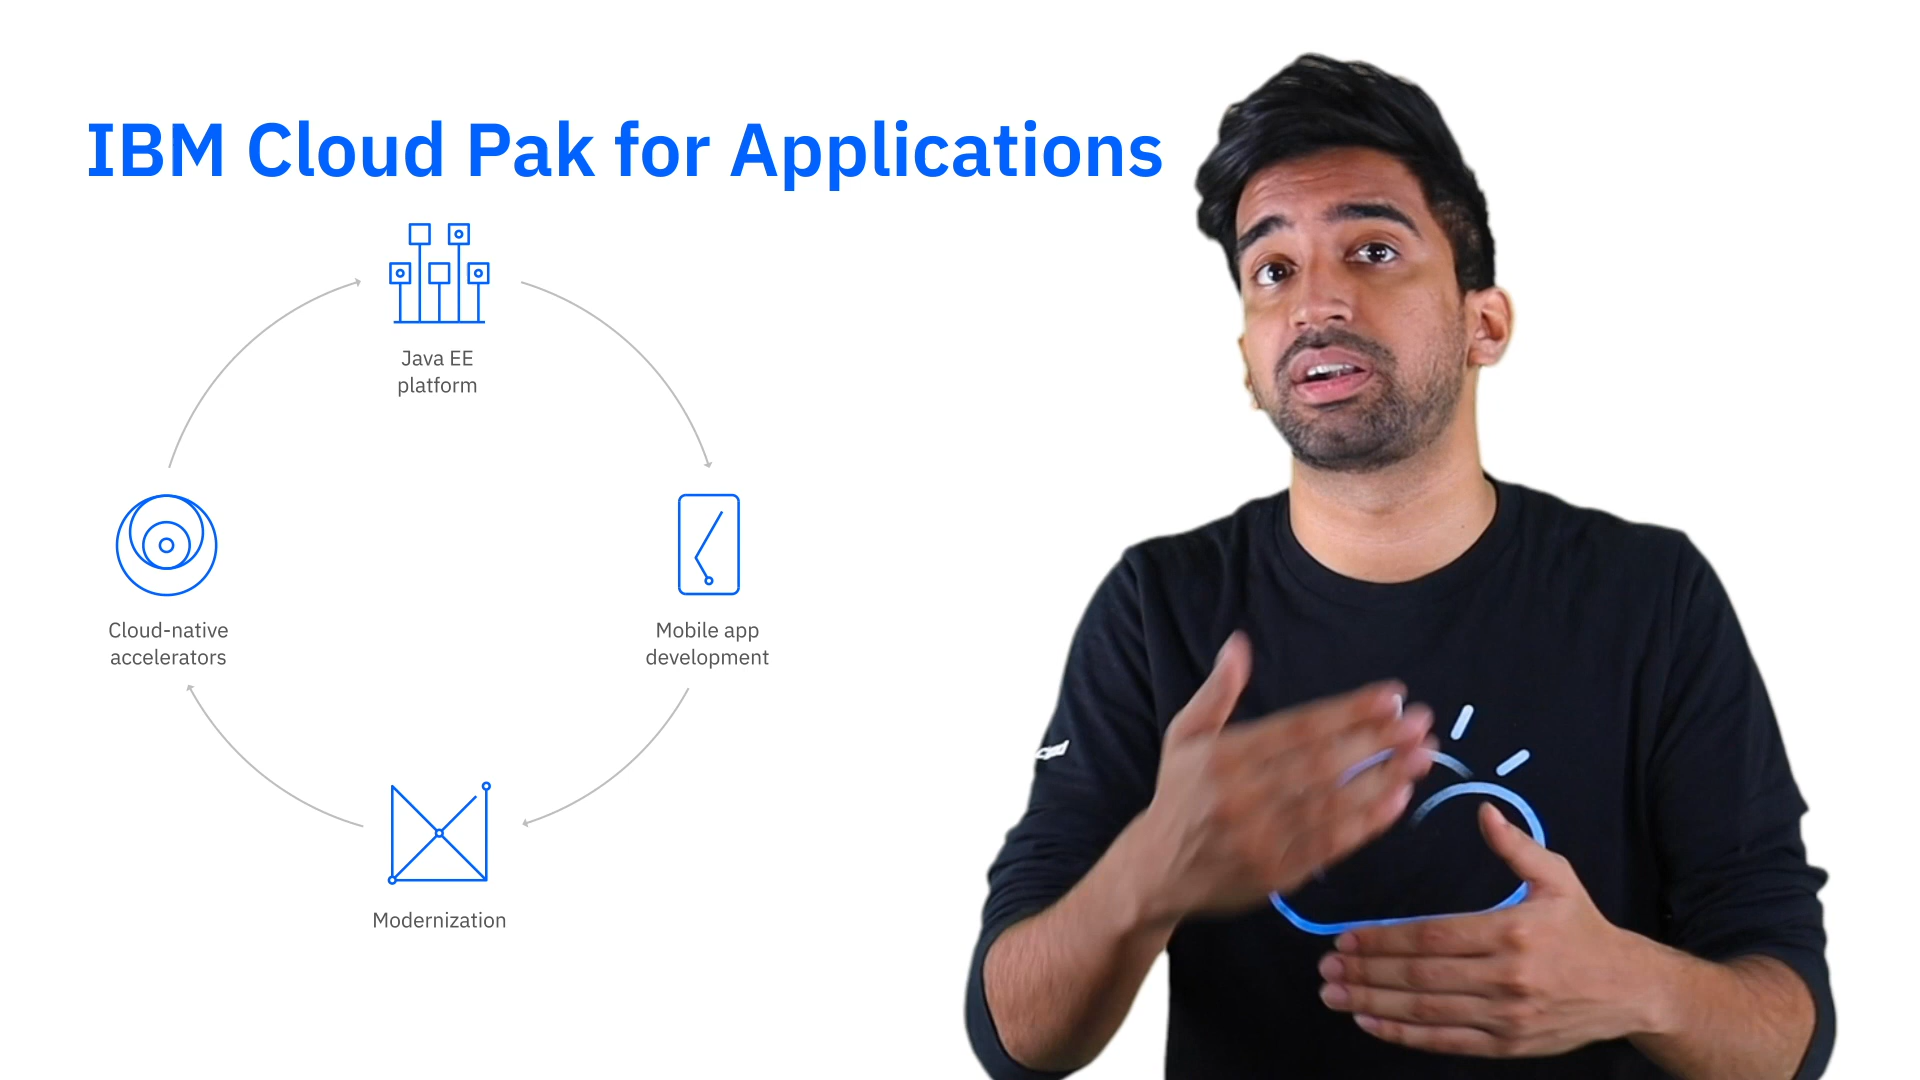 IBM Cloud Pak for Applications
Java EE
platform
Cloud-native
accelerators
Mobile app
development
Modernization